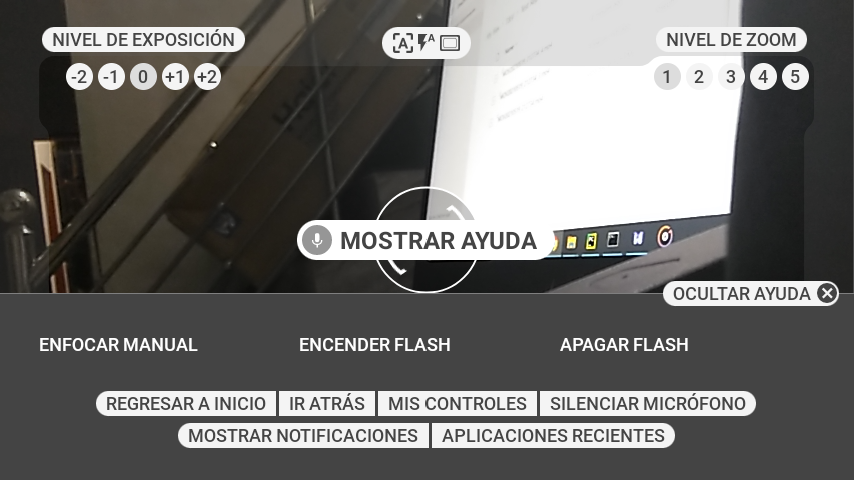 NIVEL DE EXPOSICIÓN
-2 -1 0 +1 +2
A A
NIVEL DE ZOOM
1 2 3 4 5
MOSTRAR AYUDA
OCULTAR AYUDA
ENFOCAR MANUAL ENCENDER FLASH APAGAR FLASH
REGRESAR A INICIO IR ATRÁS MIS CONTROLES SILENCIAR MICRÓFONO
MOSTRAR NOTIFICACIONES APLICACIONES RECIENTES